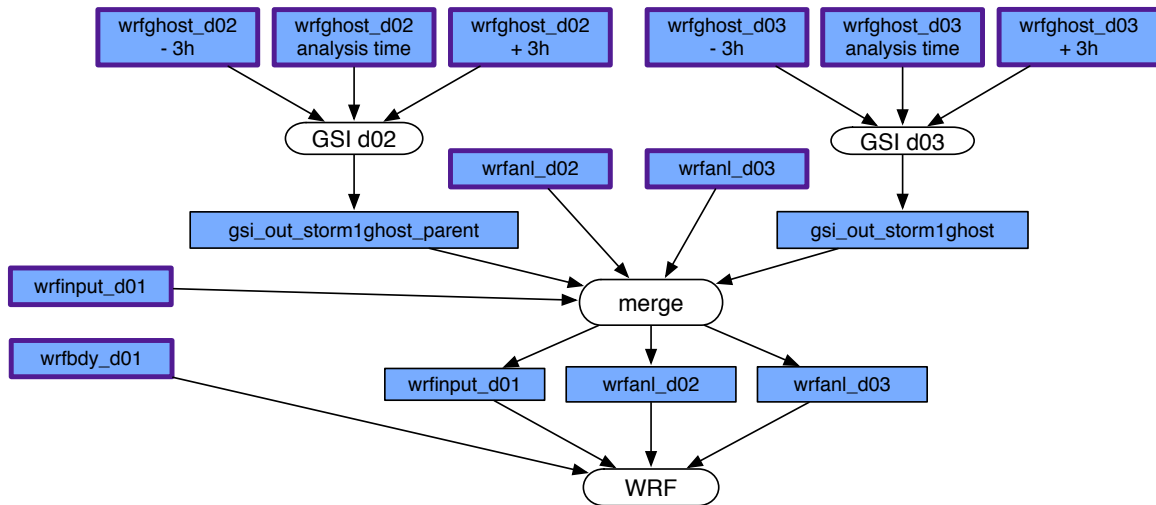 wrfghost_d02
- 3h
wrfghost_d02
analysis time
wrfghost_d02
+ 3h
wrfghost_d03
- 3h
wrfghost_d03
analysis time
wrfghost_d03
+ 3h
GSI d02
GSI d03
wrfanl_d02
wrfanl_d03
gsi_out_storm1ghost_parent
gsi_out_storm1ghost
wrfinput_d01
merge
wrfbdy_d01
wrfinput_d01
wrfanl_d02
wrfanl_d03
WRF